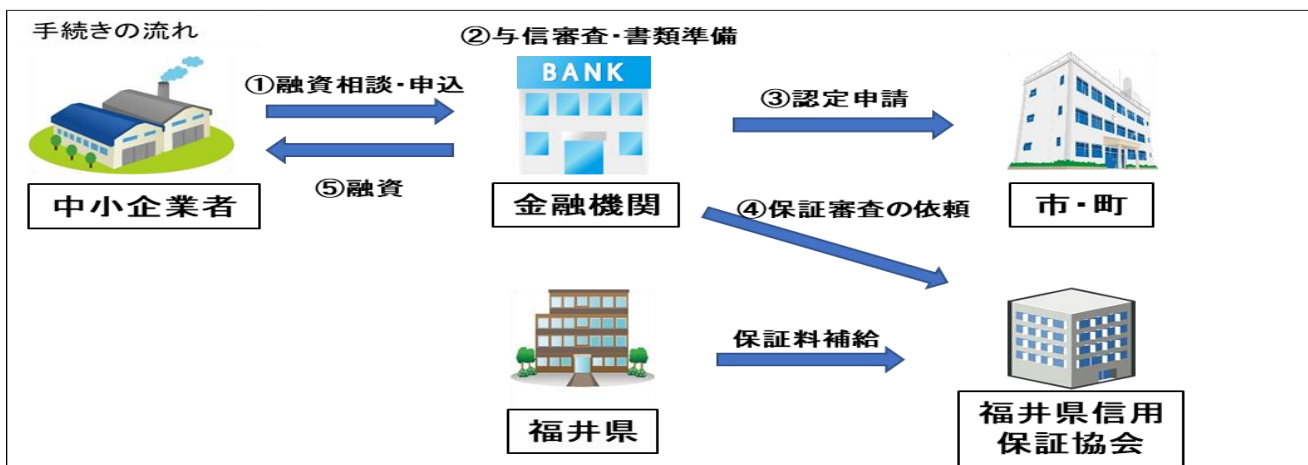 手続きの流れ
②与信審査・書類準備
BANK
①融資相談・申込
③認定申請
⑤融資
中小企業者
金融機関
④保証審査の依頼
市・町
保証料補給
福井県
福井県信用
保証協会